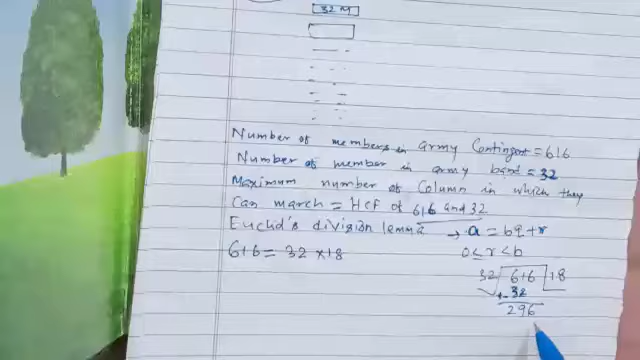 32 M
Number of members in army Contingent = 616
Number of member in army band = 32
Maximum number of Column in which they
Can march = HCF of 616 and 32
Euclid's division lemma → a = bq + r
0 ≤ r < b
616 = 32 × 18
32 616 18
- 32
296